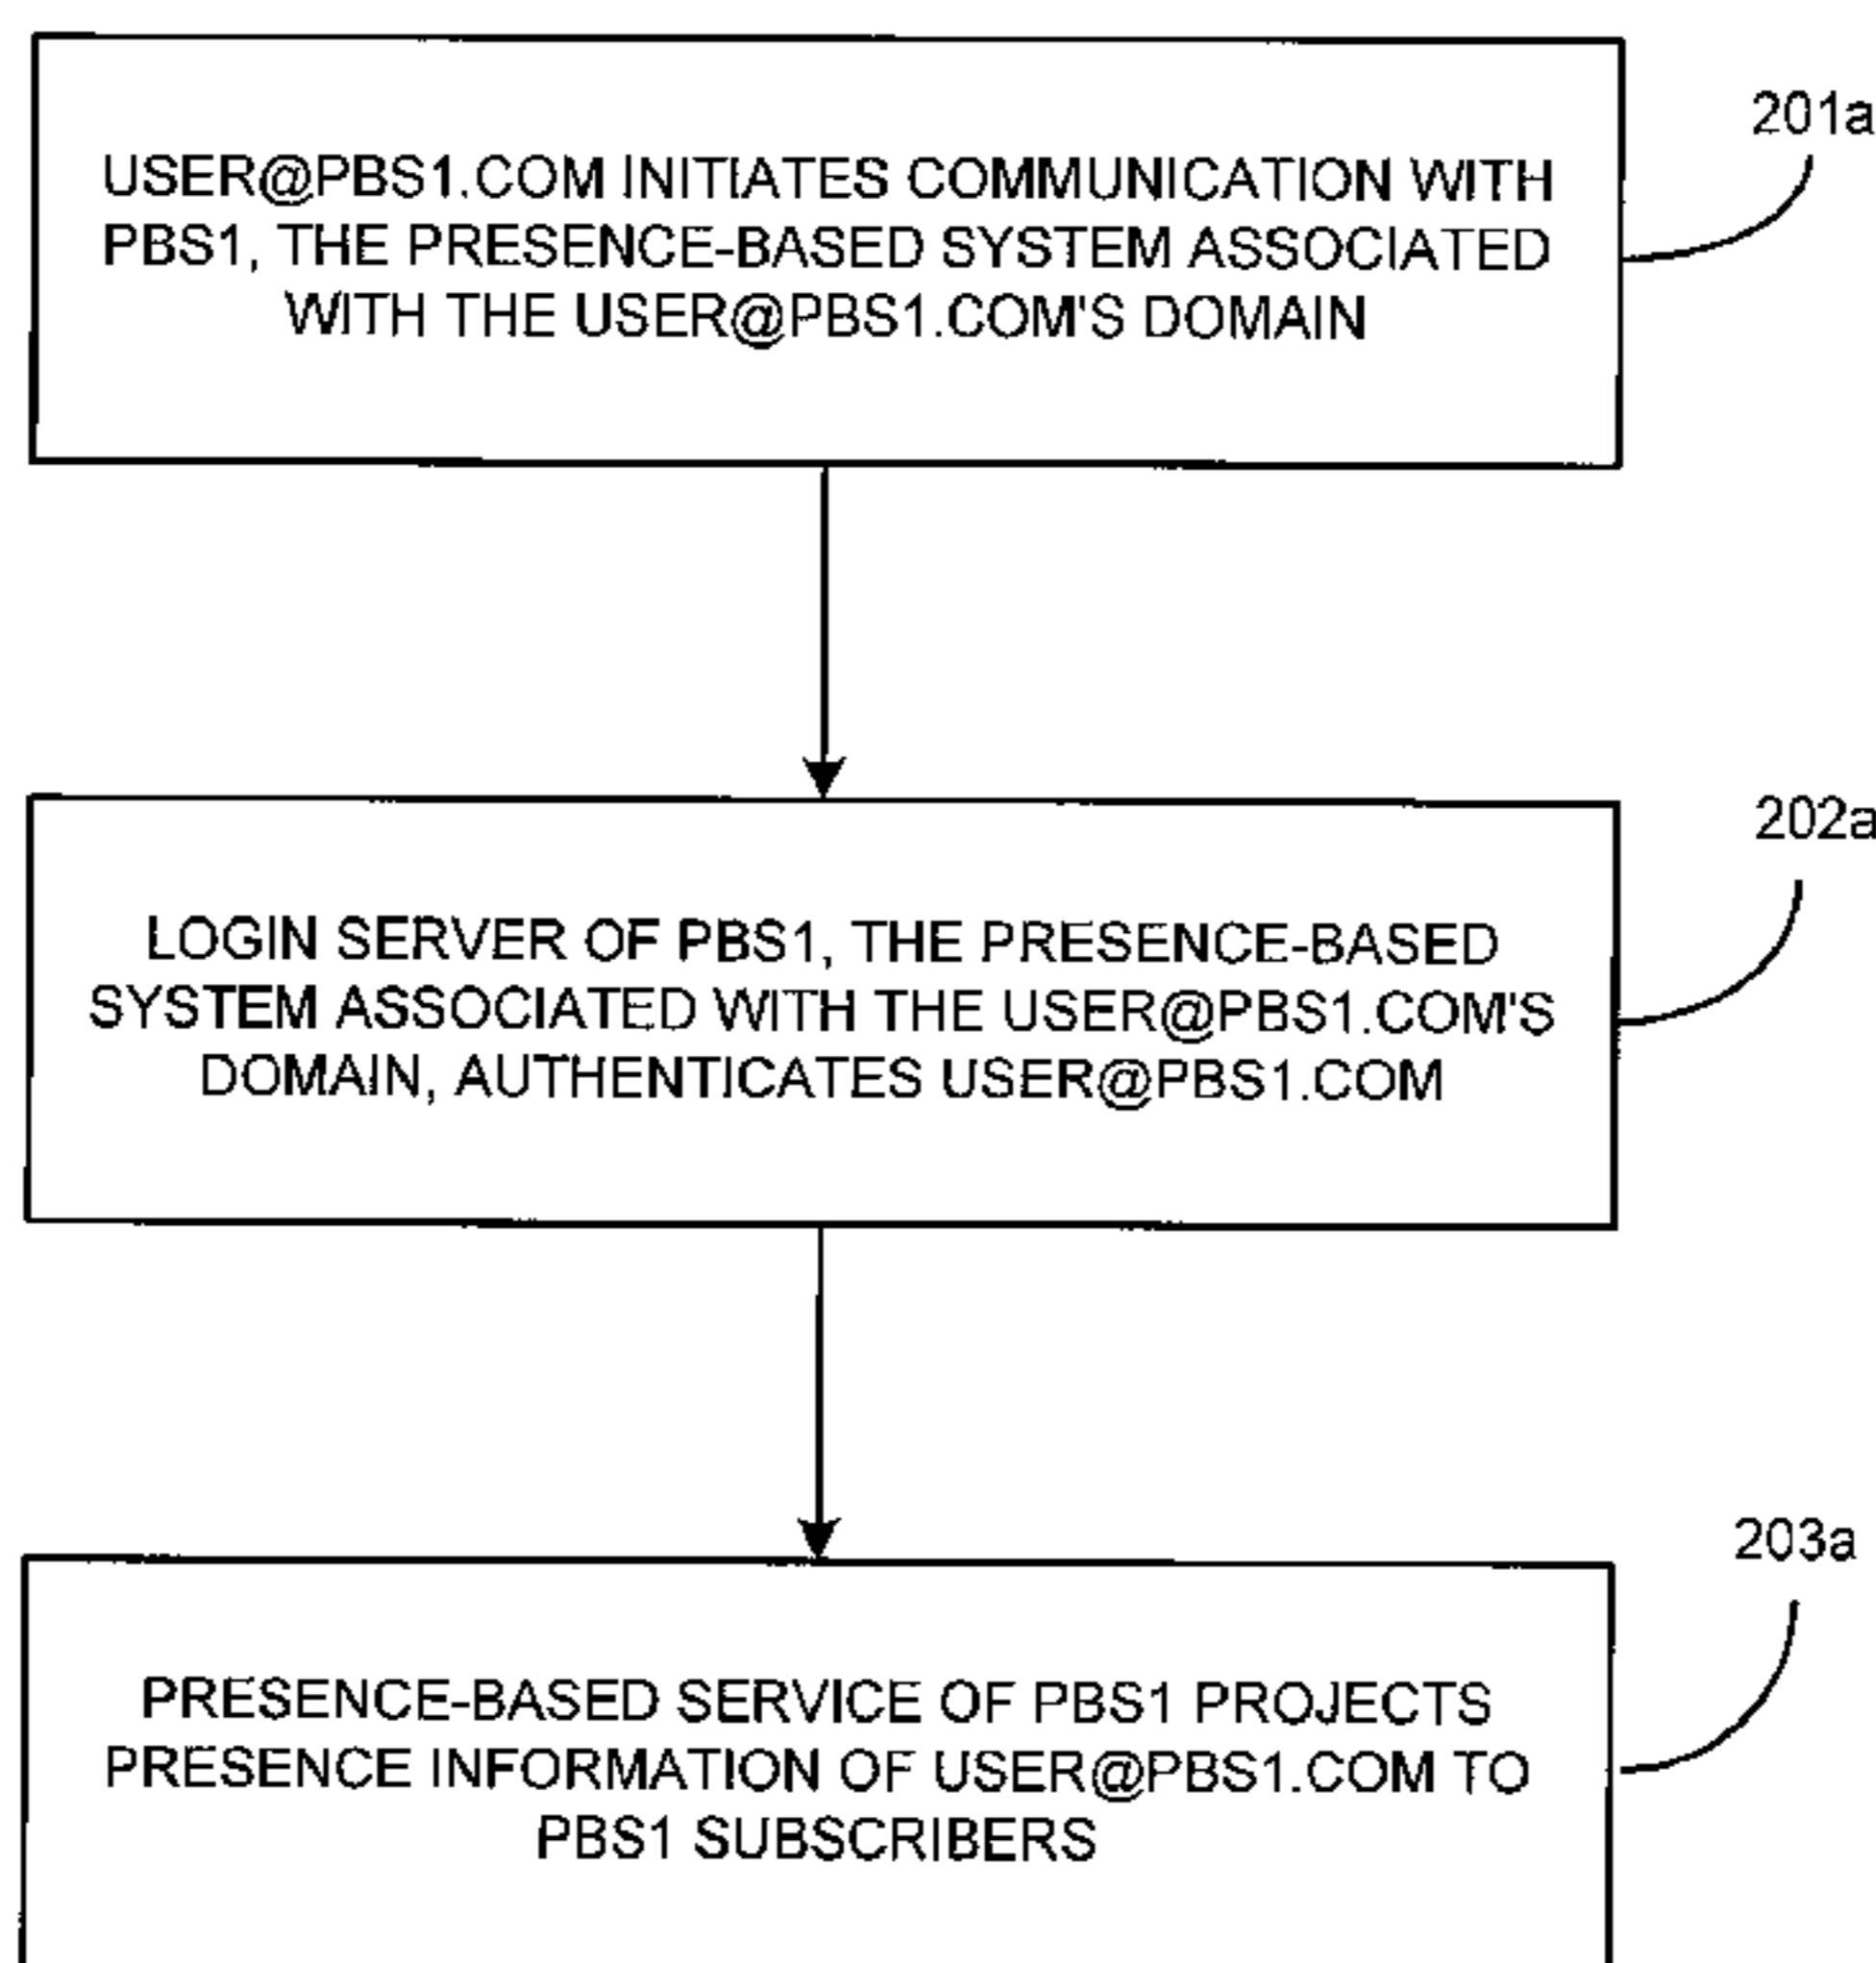 201a
USER@PBS1.COM INITIATES COMMUNICATION WITH
PBS1, THE PRESENCE-BASED SYSTEM ASSOCIATED
WITH THE USER@PBS1.COM'S DOMAIN
202a
LOGIN SERVER OF PBS1, THE PRESENCE-BASED
SYSTEM ASSOCIATED WITH THE USER@PBS1.COM'S
DOMAIN, AUTHENTICATES USER@PBS1.COM
203a
PRESENCE-BASED SERVICE OF PBS1 PROJECTS
PRESENCE INFORMATION OF USER@PBS1.COM TO
PBS1 SUBSCRIBERS